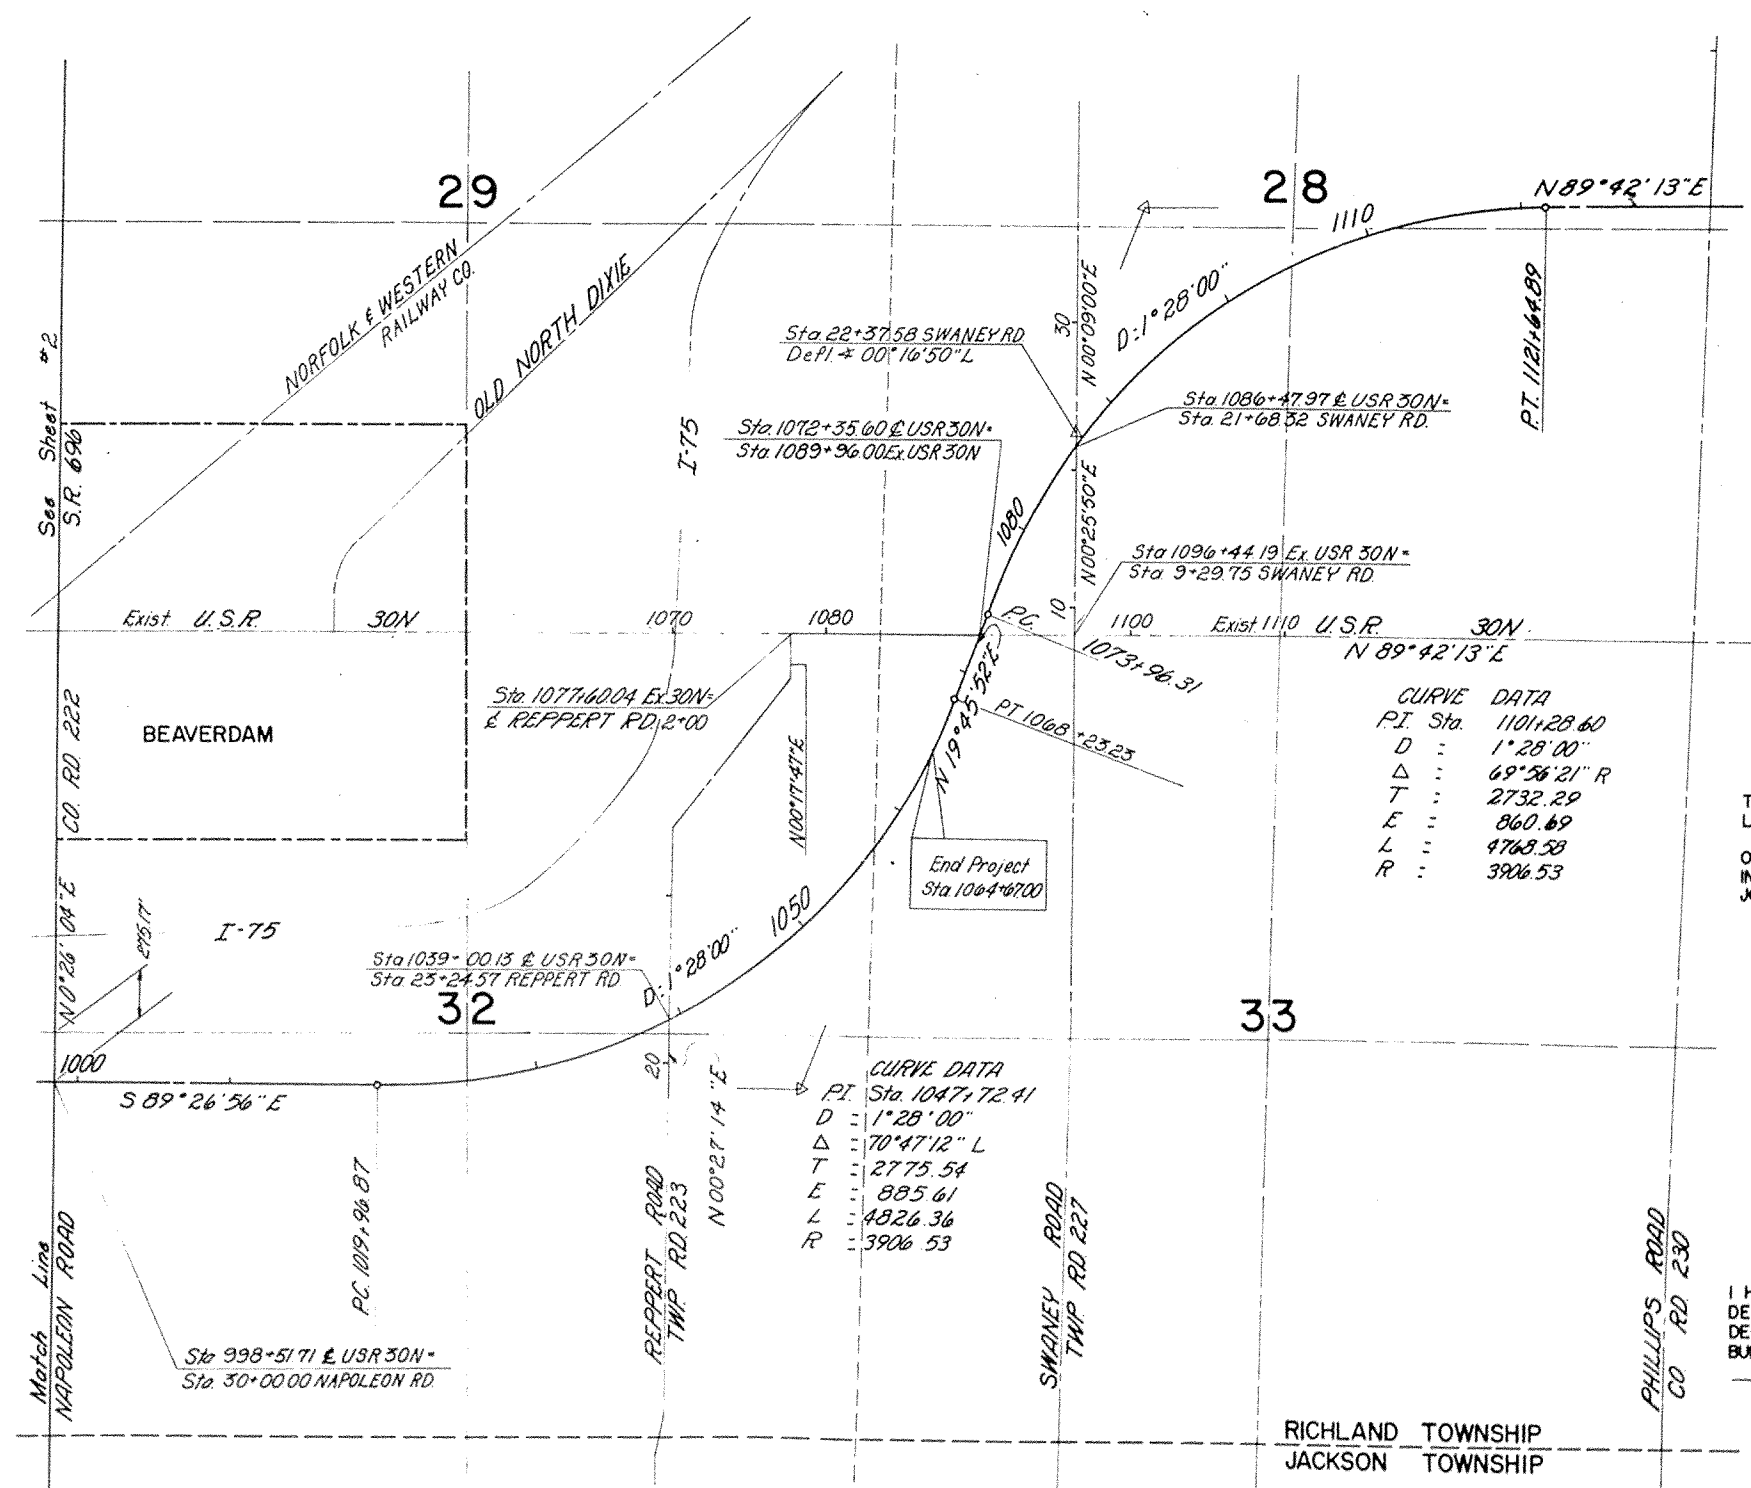 29
28
N 89°42'13"E
1110
NORFOLK & WESTERN
RAILWAY CO.
OLD NORTH DIXIE
I-75
See Sheet #2
S.R. 696
30
N 00°09'00"E
D=1°28'00"
P.T. 1121+64.89
Sta. 22+37.58 SWANEY RD.
Defl. ∡ 00°16'50"L
Sta. 1086+47.97 ℄ USR 30N=
Sta. 21+68.32 SWANEY RD.
Sta. 1072+35.60 ℄ USR 30N=
Sta. 1089+96.00 Ex. USR 30N
1080
N00°25'50"E
Sta 1096+44.19 Ex. USR 30N=
Sta. 9+29.75 SWANEY RD.
10
Exist. U.S.R. 30N
1070
1080
P.C.
1073+96.31
1100
Exist. 1110 U.S.R. 30N
N 89°42'13"E
Sta. 1077+60.04 Ex. 30N=
℄ REPPERT RD. 12+00
N 19°45'52"E
PT 1068+23.23
CURVE DATA
P.I. Sta. 1101+28.60
D = 1°28'00"
Δ = 69°56'21" R
T = 2732.29
E = 860.69
L = 4768.58
R = 3906.53
BEAVERDAM
CO. RD. 222
N00°17'47"E
End Project
Sta. 1064+67.00
N 0°26'04"E
275.17'
I-75
1050
D=1°28'00"
Sta 1039+00.13 ℄ USR 30N=
Sta. 23+24.57 REPPERT RD.
32
33
1000
S 89°26'56"E
20
N 00°27'14"E
CURVE DATA
P.I. Sta. 1047+72.41
D = 1°28'00"
Δ = 70°47'12" L
T = 2775.54
E = 885.61
L = 4826.36
R = 3906.53
P.C. 1019+96.87
REPPERT ROAD
TWP. RD. 223
SWANEY ROAD
TWP RD. 227
PHILLIPS ROAD
CO RD. 230
Match Line
NAPOLEON ROAD
Sta 998+51.71 ℄ USR 30N=
Sta. 30+00.00 NAPOLEON RD.
T
L
O
IN
I H
DE
DE
BU
RICHLAND TOWNSHIP
JACKSON TOWNSHIP